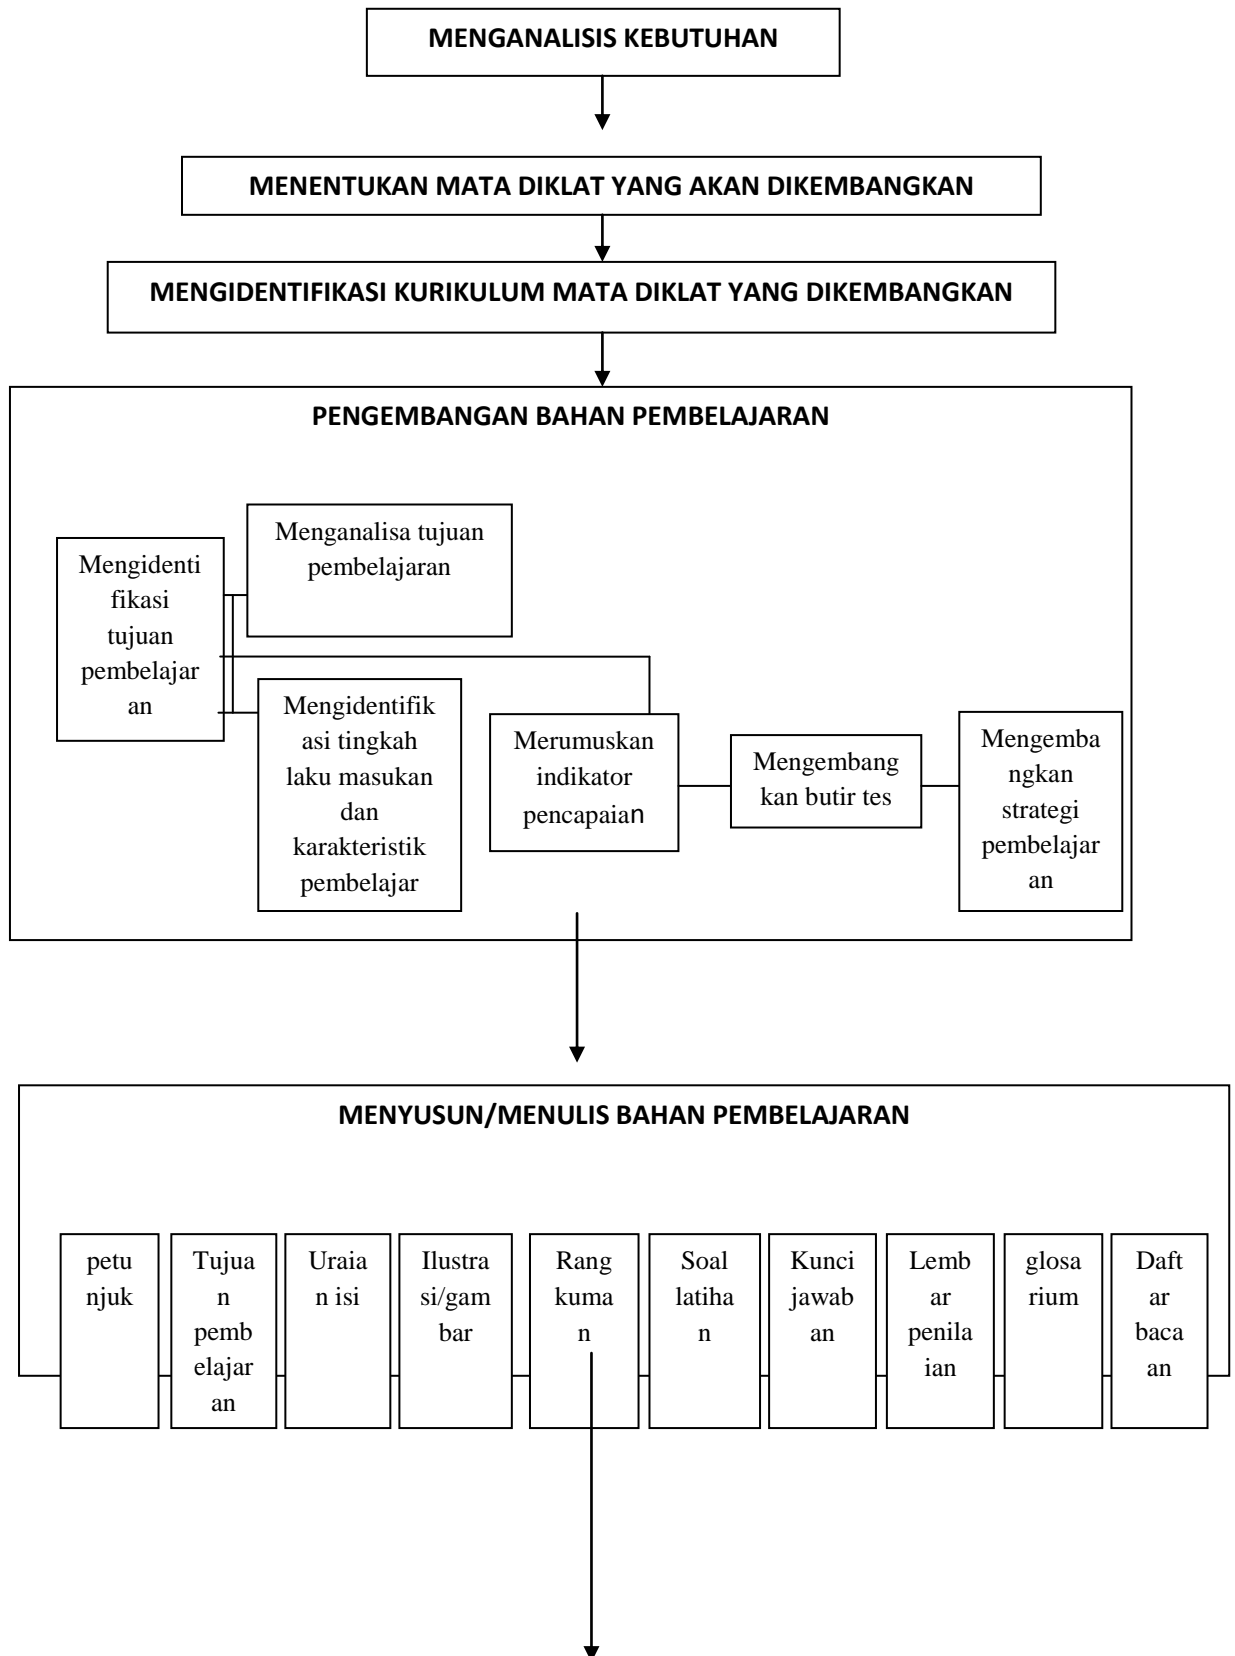 MENGANALISIS KEBUTUHAN
MENENTUKAN MATA DIKLAT YANG AKAN DIKEMBANGKAN
MENGIDENTIFIKASI KURIKULUM MATA DIKLAT YANG DIKEMBANGKAN
PENGEMBANGAN BAHAN PEMBELAJARAN
Mengidenti
fikasi
tujuan
pembelajar
an
Menganalisa tujuan
pembelajaran
Mengidentifik
asi tingkah
laku masukan
dan
karakteristik
pembelajar
Merumuskan
indikator
pencapaian
Mengembang
kan butir tes
Mengemba
ngkan
strategi
pembelajar
an
MENYUSUN/MENULIS BAHAN PEMBELAJARAN
petu
njuk
Tujua
n
pemb
elajar
an
Uraia
n isi
Ilustra
si/gam
bar
Rang
kuma
n
Soal
latiha
n
Kunci
jawab
an
Lemb
ar
penila
ian
glosa
rium
Daft
ar
baca
an